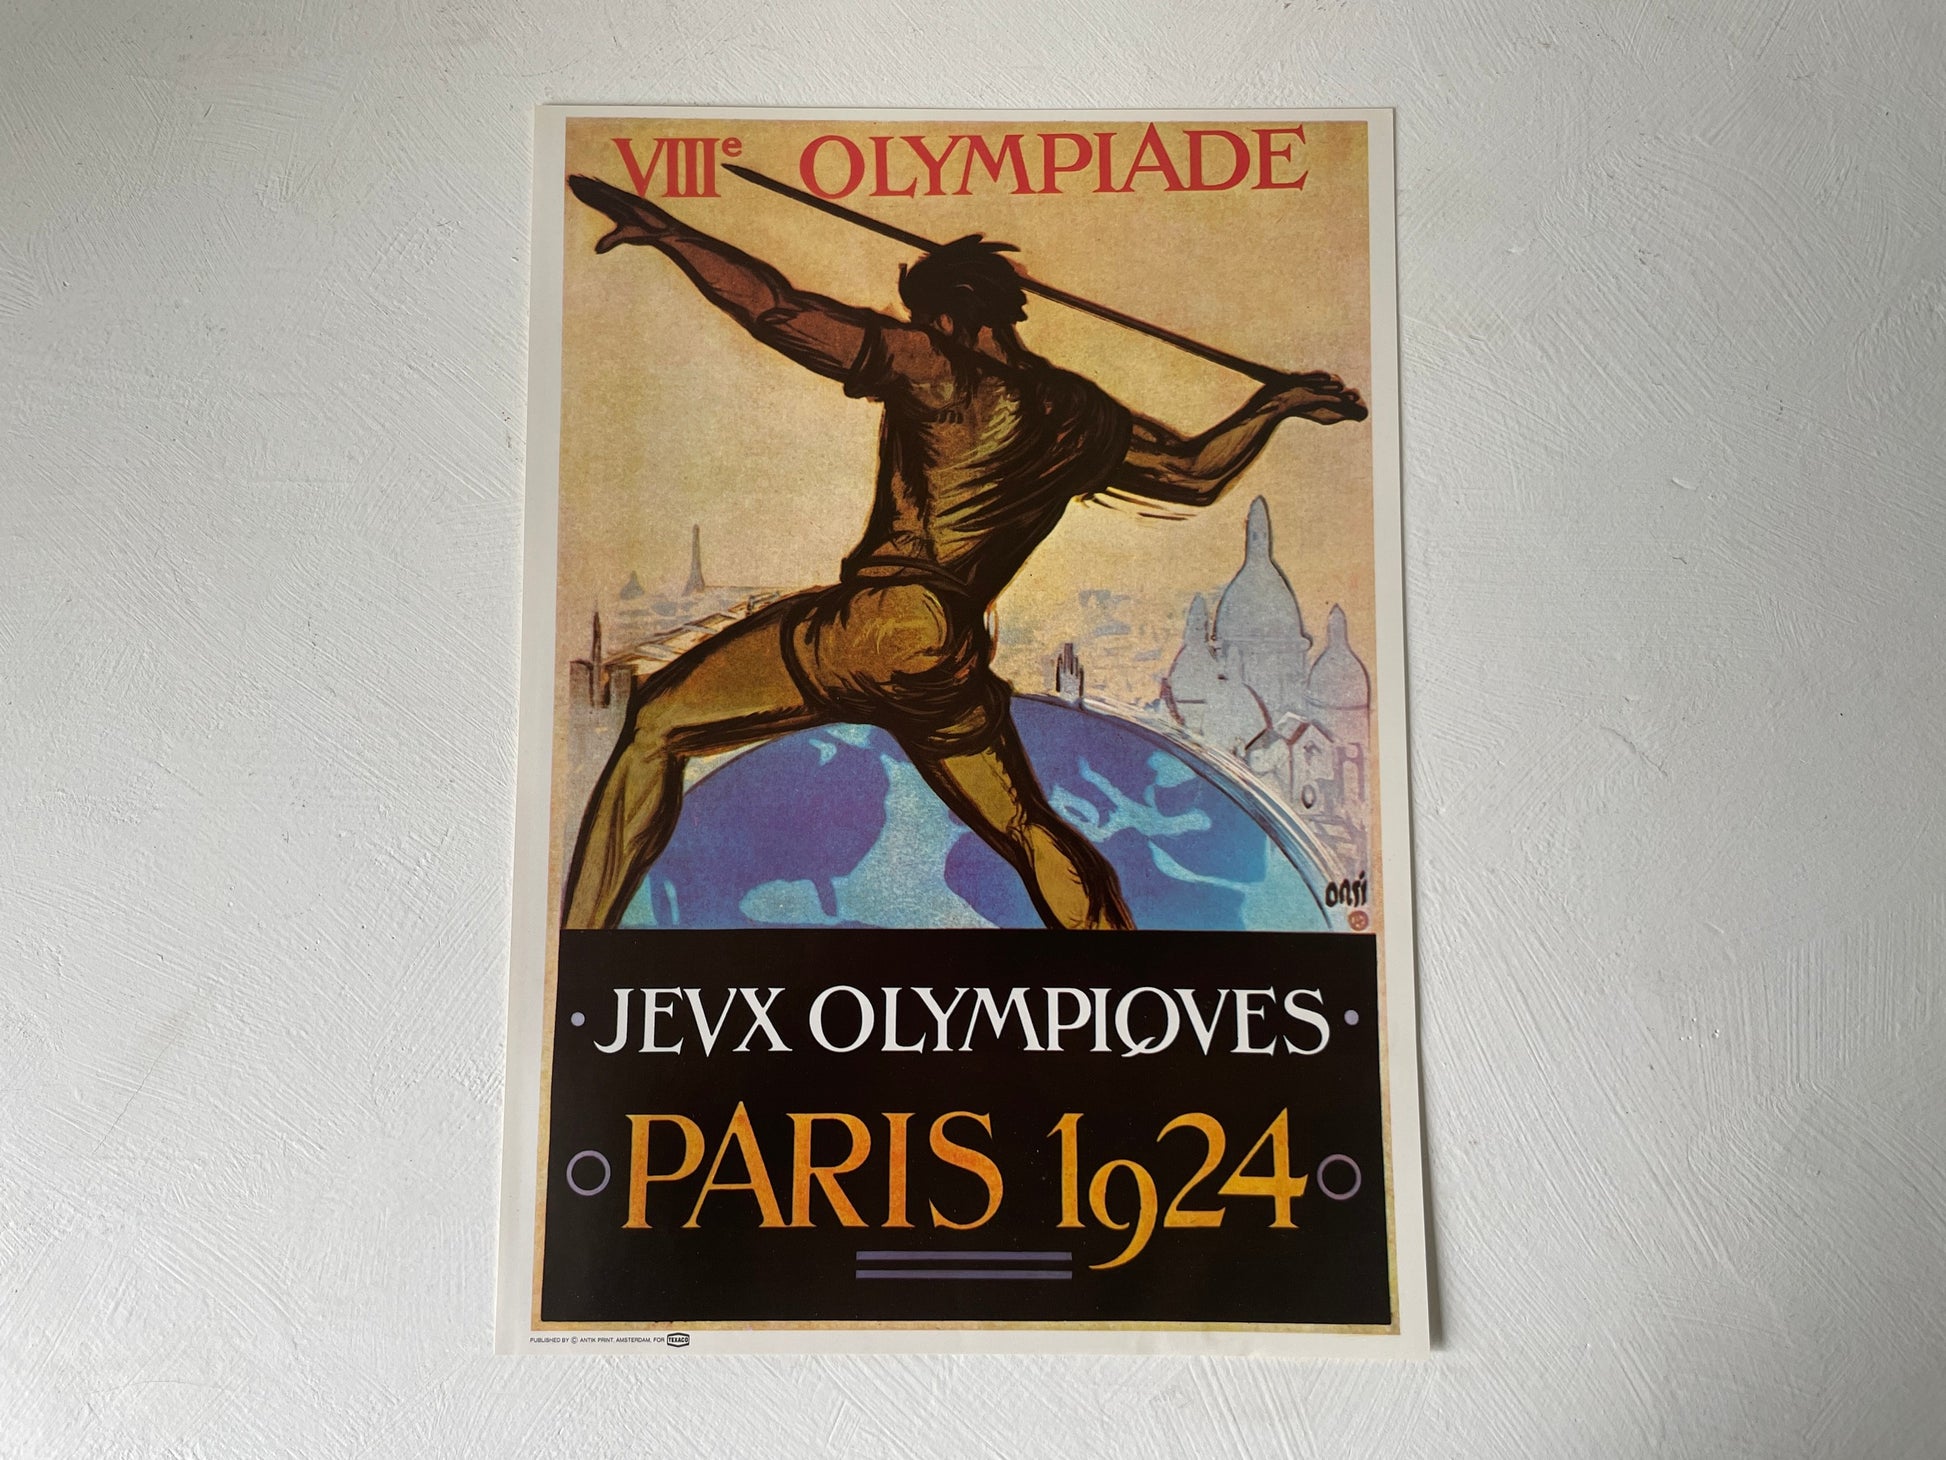 VIIIe OLYMPIADE
ORSI
· JEVX OLYMPIQVES ·
PARIS 1924
PUBLISHED BY © ANTIK PRINT, AMSTERDAM, FOR TEXACO